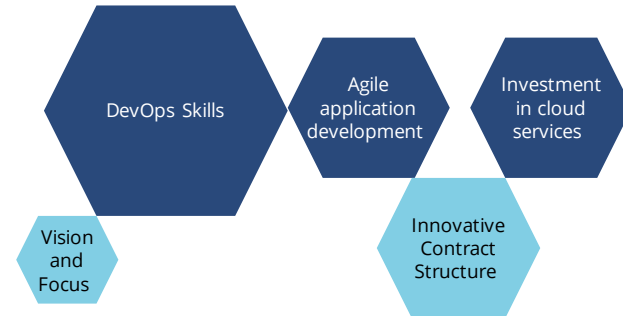 DevOps Skills
Agile
application
development
Investment
in cloud
services
Vision
and
Focus
Innovative
Contract
Structure